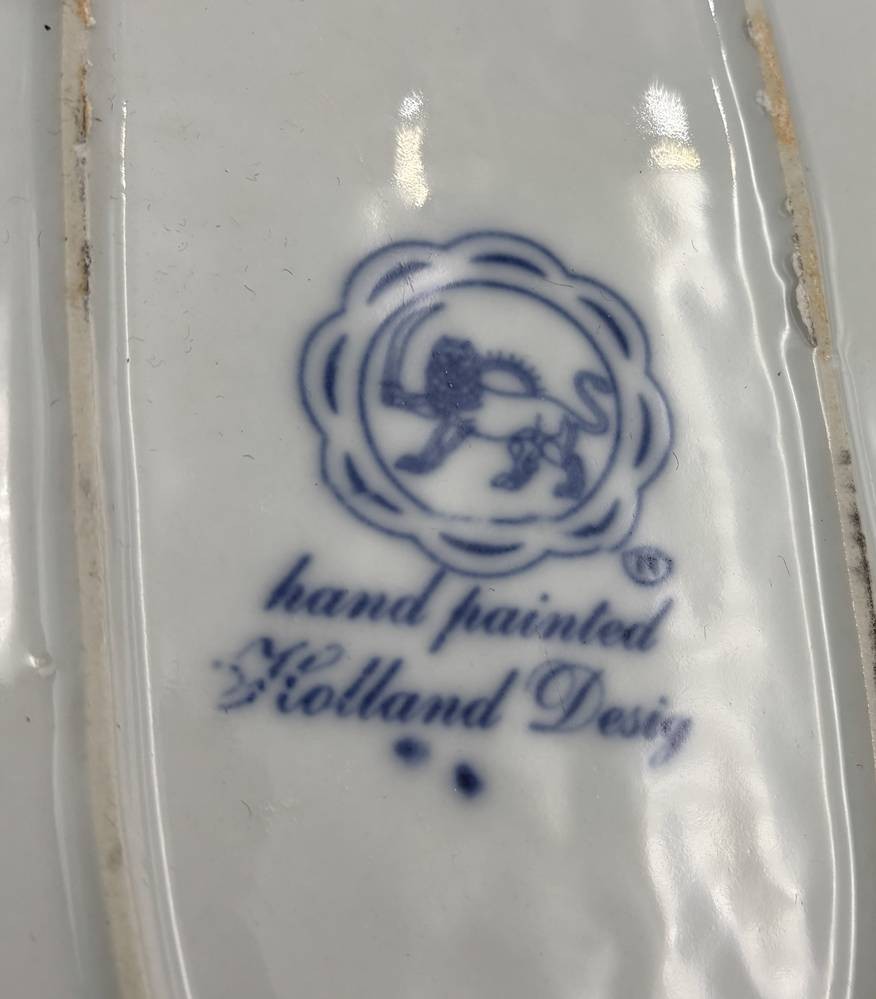 hand painted
Holland Desig